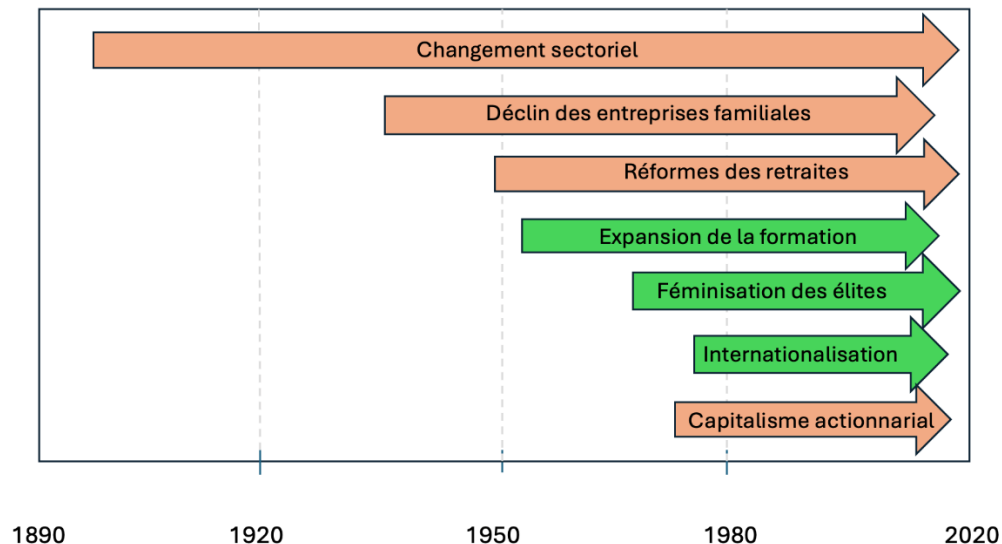 Changement sectoriel
Déclin des entreprises familiales
Réformes des retraites
Expansion de la formation
Féminisation des élites
Internationalisation
Capitalisme actionnarial
1890 1920 1950 1980 2020